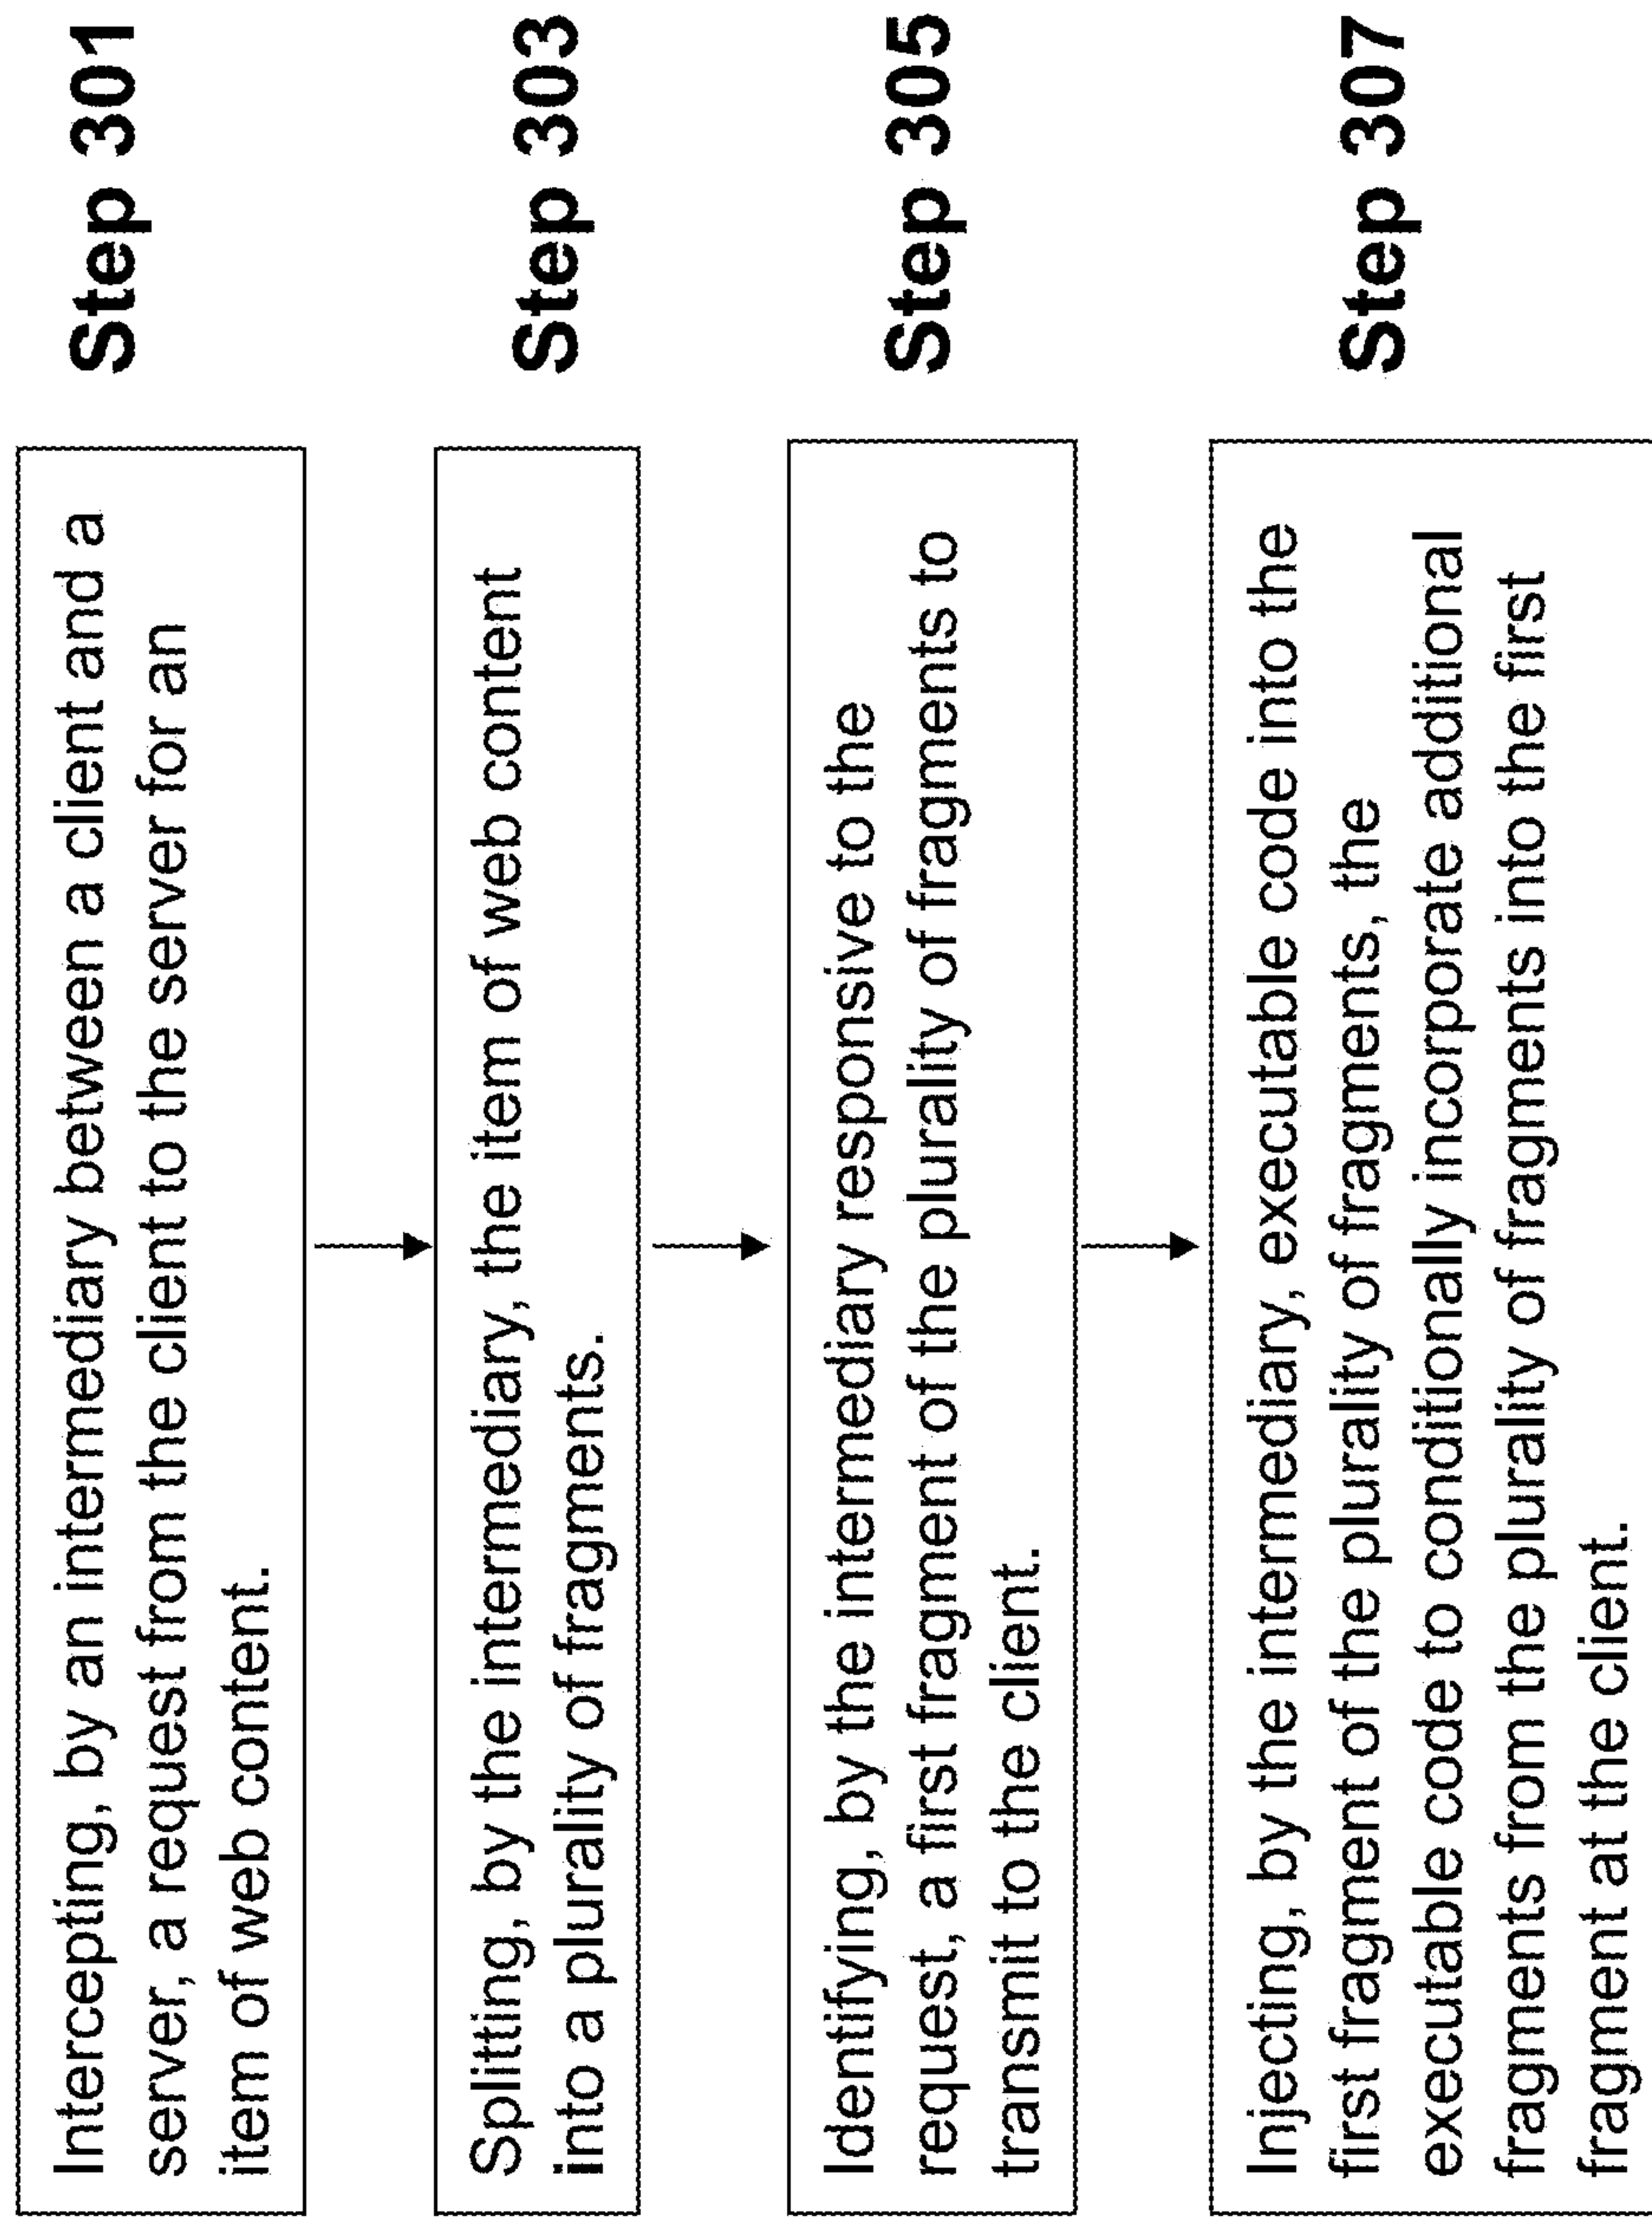 Intercepting, by an intermediary between a client and a
server, a request from the client to the server for an
item of web content.
Step 301
Splitting, by the intermediary, the item of web content
into a plurality of fragments.
Step 303
Identifying, by the intermediary responsive to the
request, a first fragment of the plurality of fragments to
transmit to the client.
Step 305
Injecting, by the intermediary, executable code into the
first fragment of the plurality of fragments, the
executable code to conditionally incorporate additional
fragments from the plurality of fragments into the first
fragment at the client.
Step 307